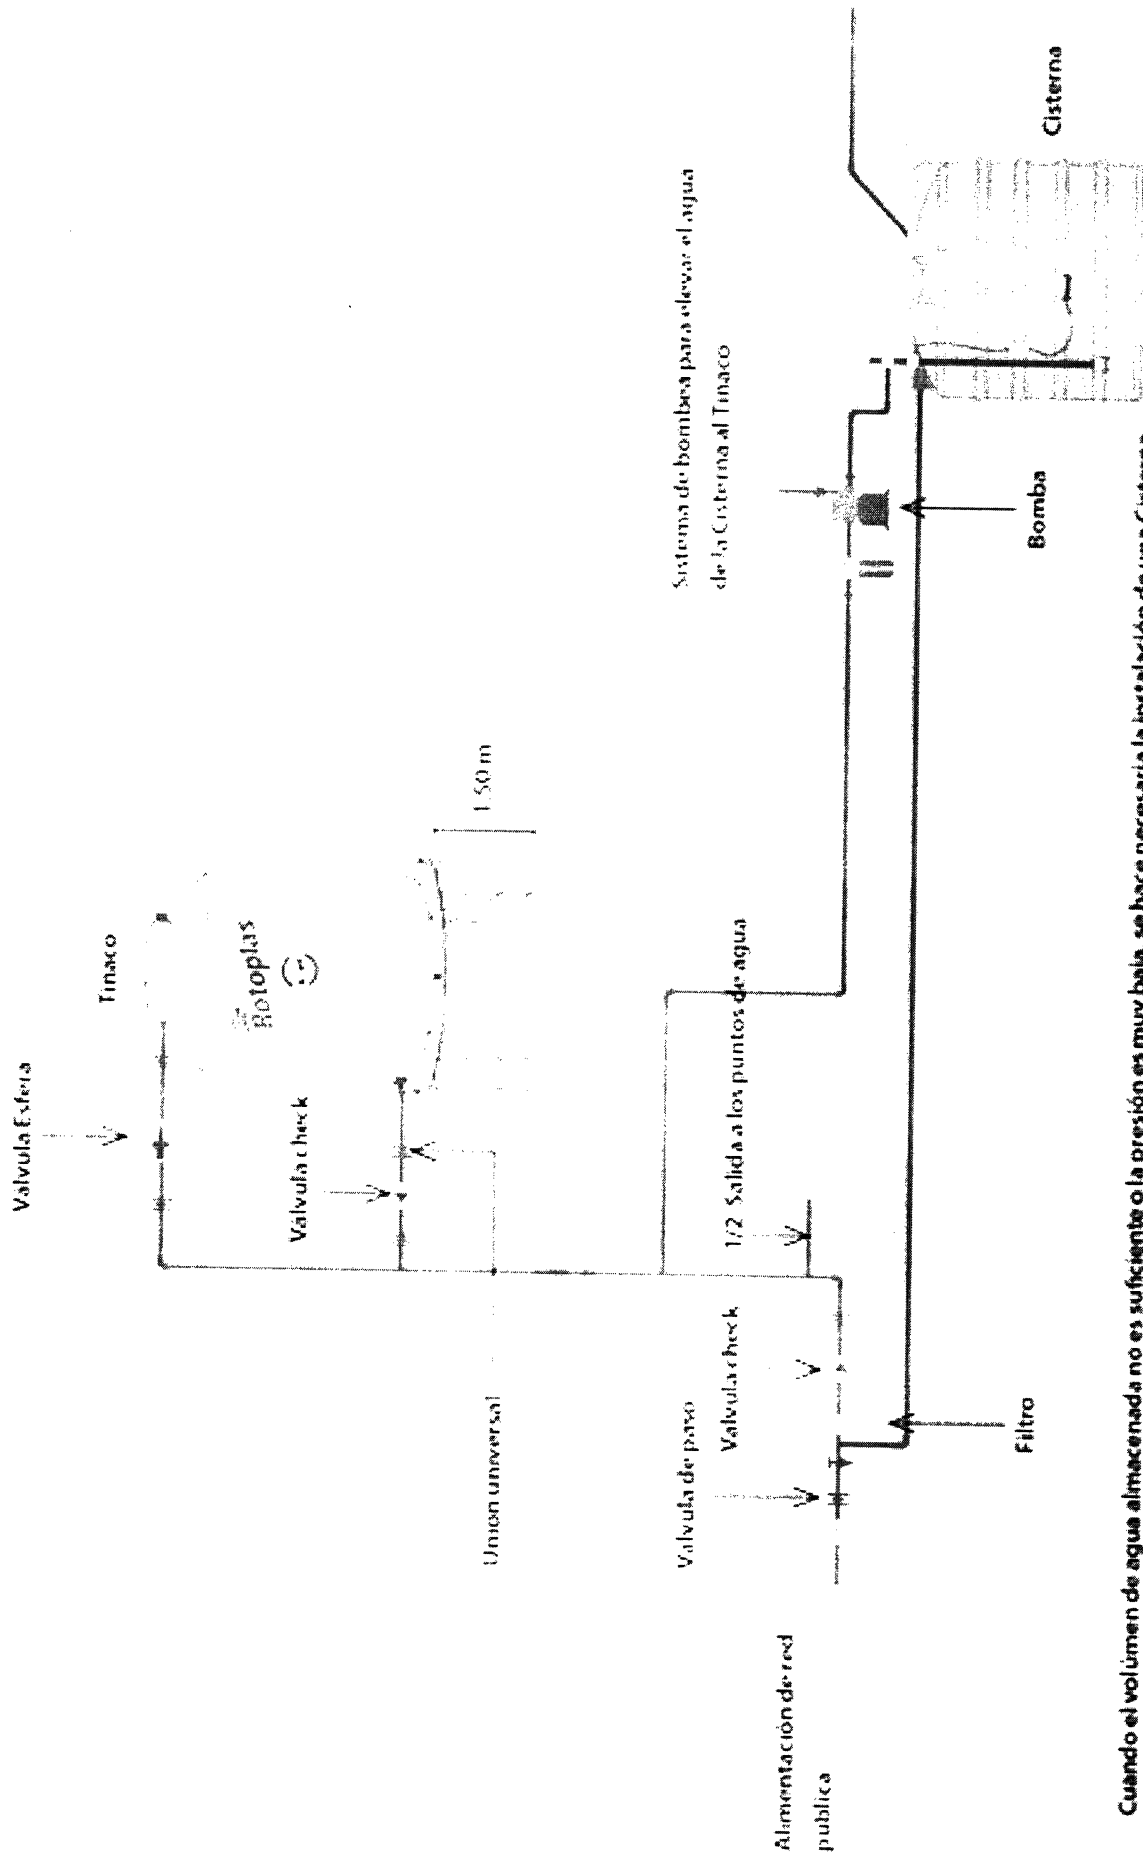 Valvula Esfera
Tinaco
Rotoplas
Válvula check
1.50 m
Union universal
Sistema de bombeo para elevar el agua
de la Cisterna al Tinaco
1/2 Salida a los puntos de agua
Valvula check
Valvula de paso
Alimentación de red
publica
Filtro
Bomba
Cisterna
Cuando el volúmen de agua almacenada no es suficiente o la presión es muy baja, se hace necesaria la instalación de una Cisterna